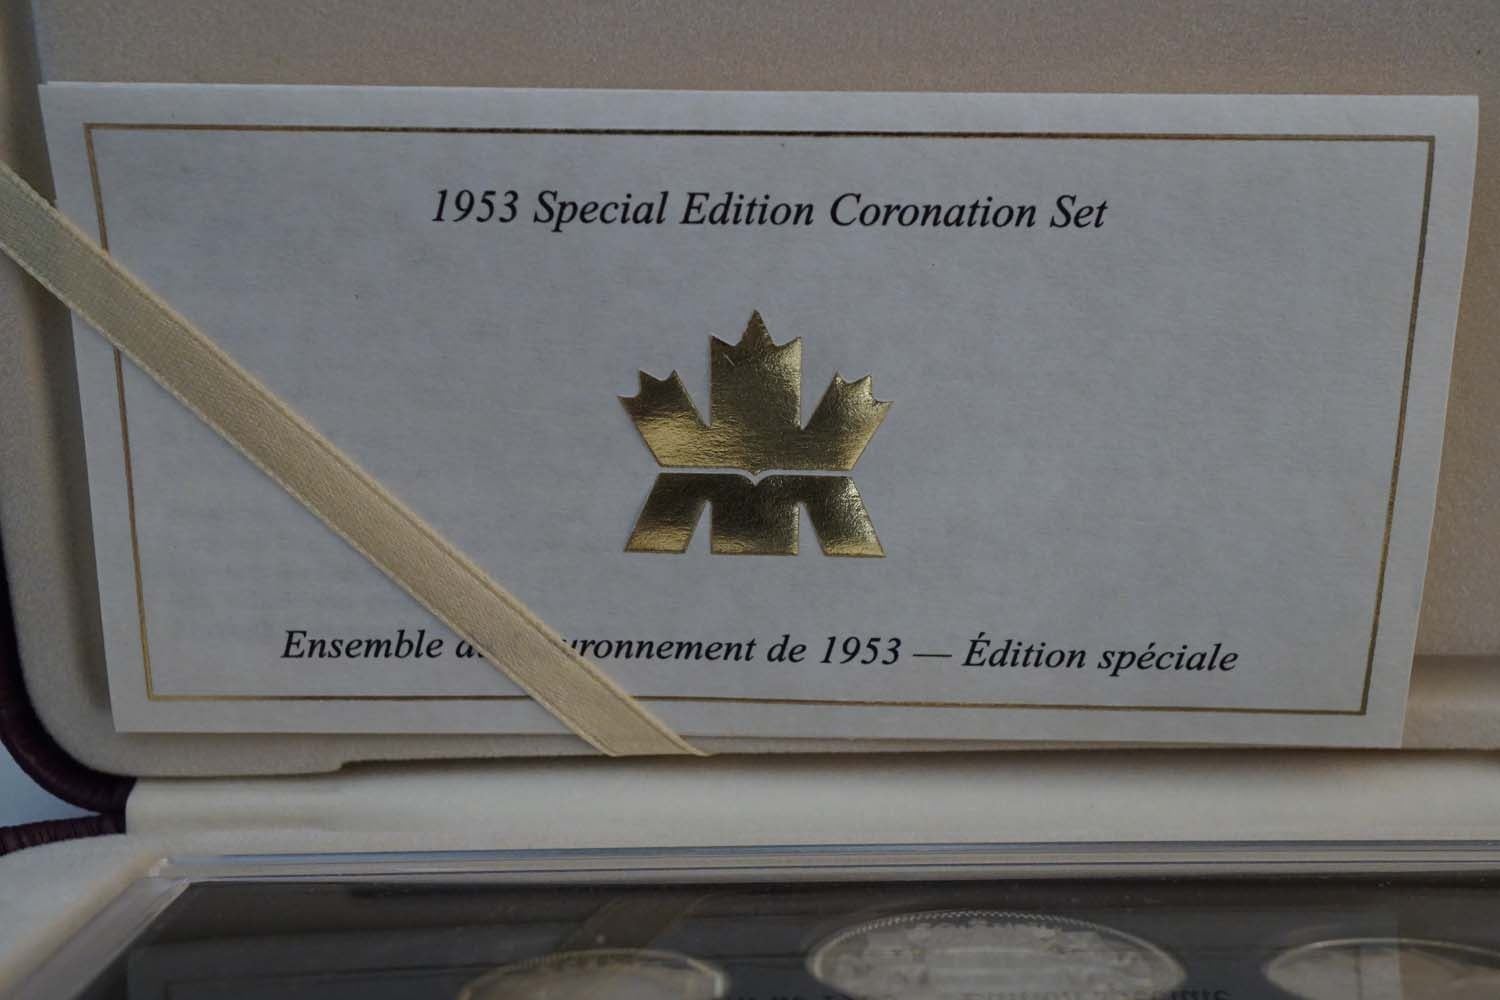 1953 Special Edition Coronation Set
Ensemble de 1953 — Édition spéciale